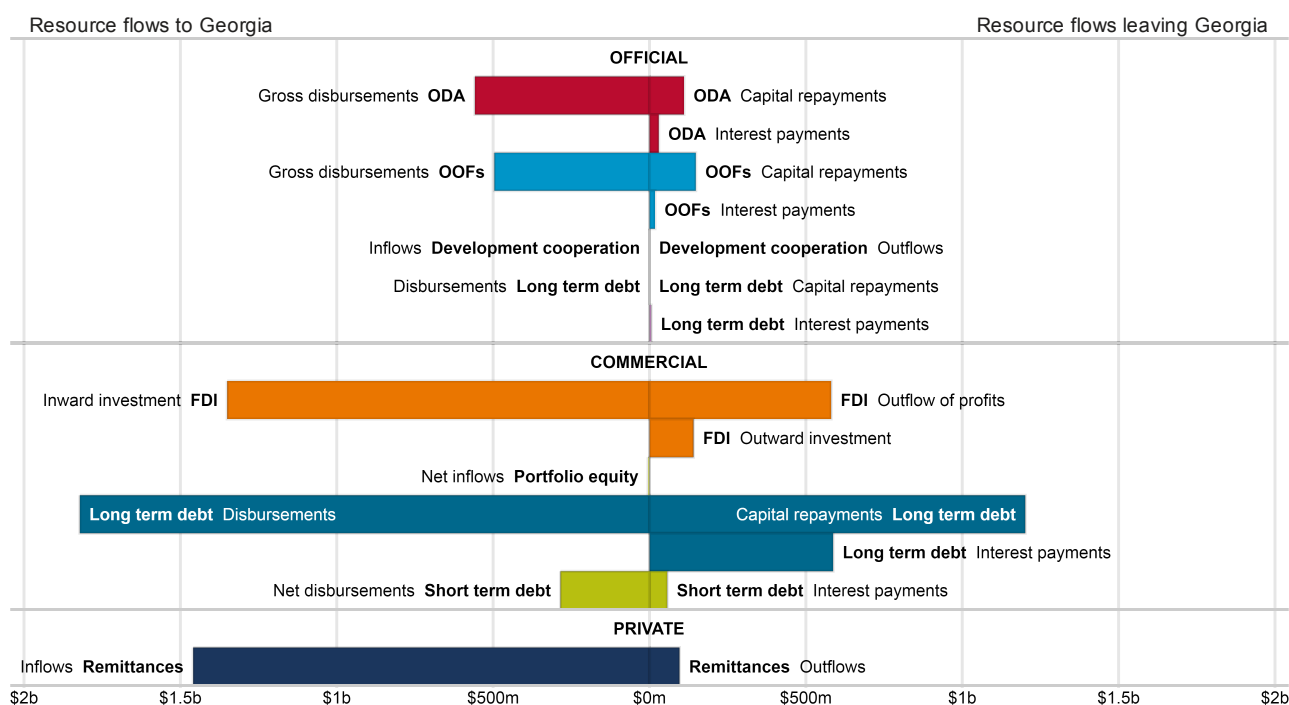 Resource flows to Georgia Resource flows leaving Georgia
OFFICIAL
Gross disbursements ODA ODA Capital repayments
ODA Interest payments
Gross disbursements OOFs OOFs Capital repayments
OOFs Interest payments
Inflows Development cooperation Development cooperation Outflows
Disbursements Long term debt Long term debt Capital repayments
Long term debt Interest payments
COMMERCIAL
Inward investment FDI FDI Outflow of profits
FDI Outward investment
Net inflows Portfolio equity
Long term debt Disbursements Capital repayments Long term debt
Long term debt Interest payments
Net disbursements Short term debt Short term debt Interest payments
PRIVATE
Inflows Remittances Remittances Outflows
$2b $1.5b $1b $500m $0m $500m $1b $1.5b $2b